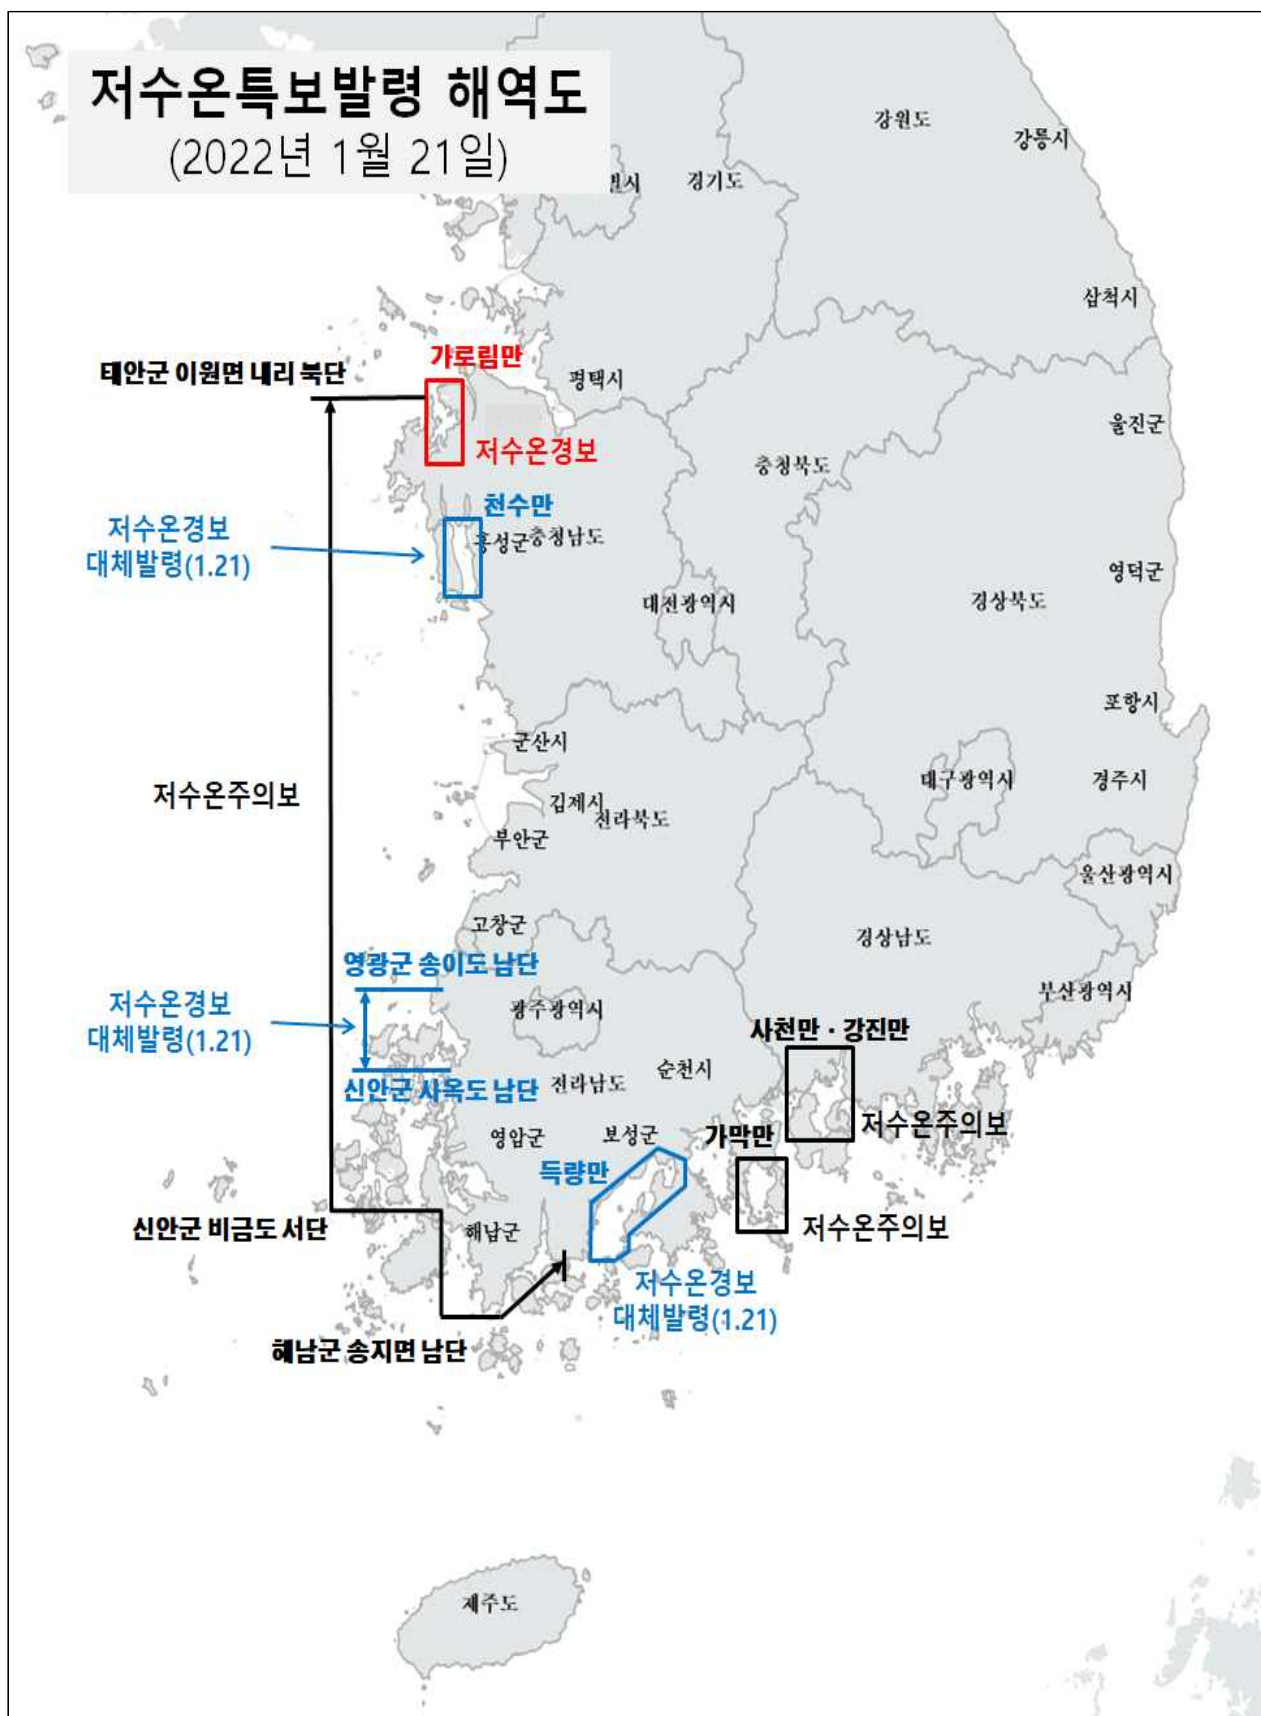 저수온특보발령 해역도
(2022년 1월 21일)
강원도
강릉시
경기도
삼척시
가로림만
태안군 이원면 내리 북단
평택시
울진군
저수온경보
충청북도
천수만
저수온경보
대체발령(1.21)
홍성군
충청남도
영덕군
대전광역시
경상북도
포항시
군산시
대구광역시
경주시
저수온주의보
김제시
전라북도
부안군
울산광역시
고창군
경상남도
영광군 송이도 남단
저수온경보
대체발령(1.21)
광주광역시
부산광역시
사천만 · 강진만
순천시
전라남도
신안군 사옥도 남단
저수온주의보
영암군
보성군
가막만
득량만
신안군 비금도 서단
해남군
저수온주의보
저수온경보
대체발령(1.21)
해남군 송지면 남단
제주도